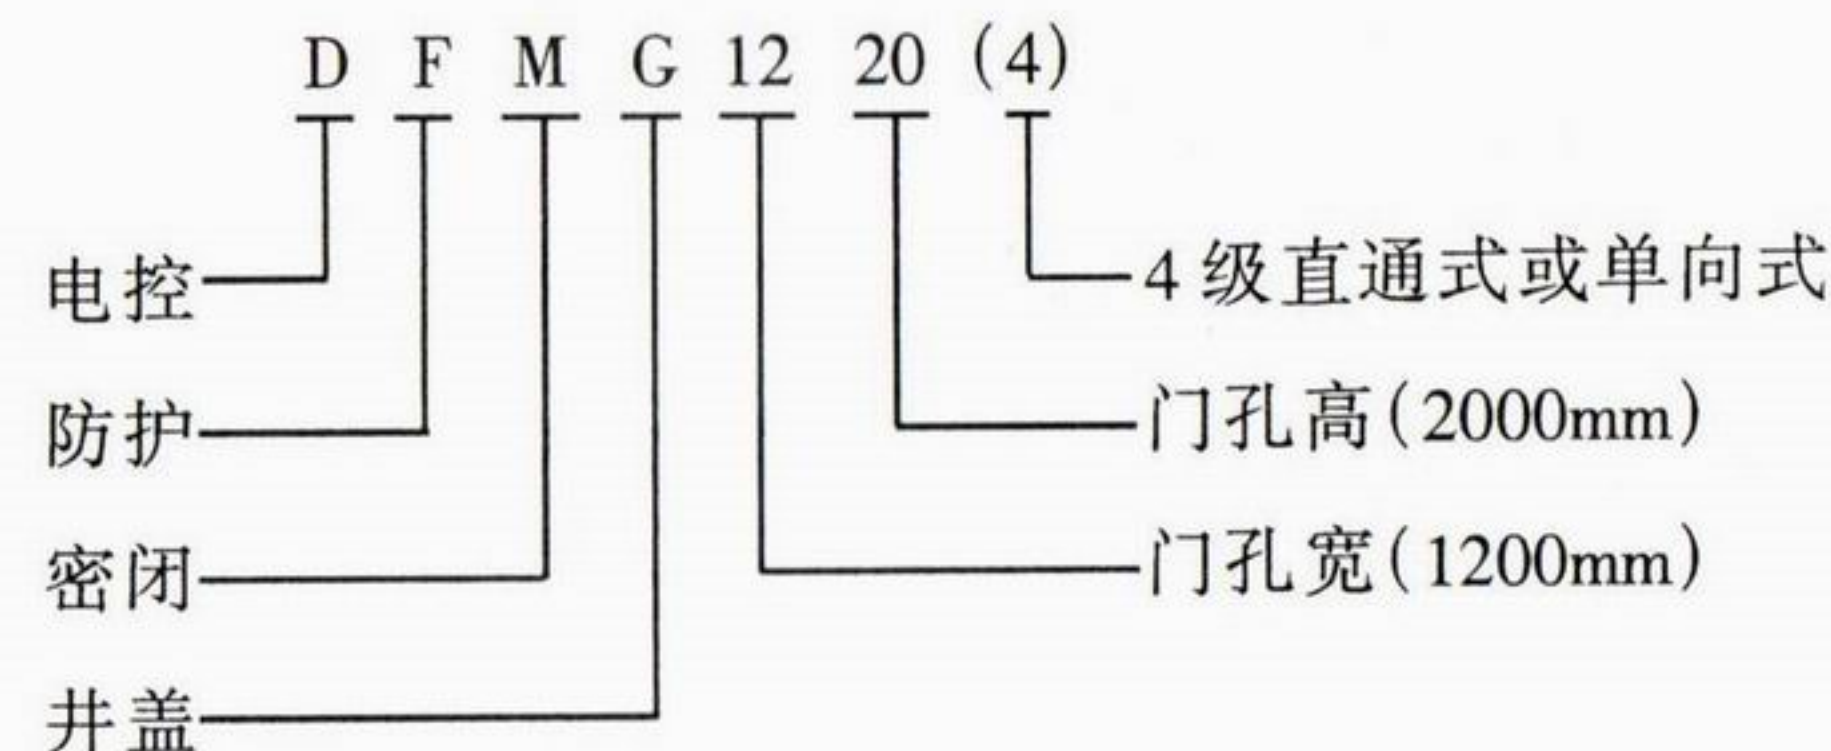 D F M G 12 20 (4)
电控
4级直通式或单向式
防护
门孔高(2000mm)
密闭
门孔宽(1200mm)
井盖